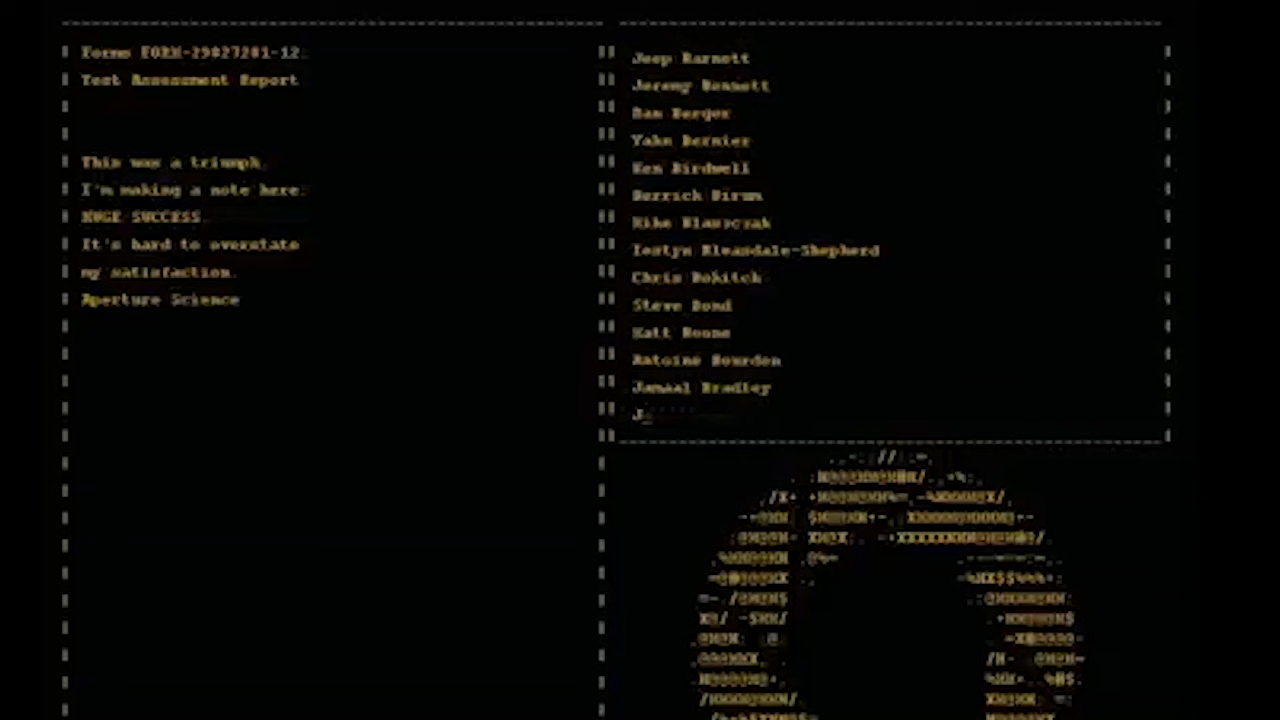 Forms FORM-29827281-12:
Test Assessment Report
This was a triumph.
I'm making a note here:
HUGE SUCCESS.
It's hard to overstate
my satisfaction.
Aperture Science
Jeep Barnett
Jeremy Bennett
Dan Berger
Yahn Bernier
Ken Birdwell
Derrick Birum
Mike Blaszczak
Iestyn Bleasdale-Shepherd
Chris Bokitch
Steve Bond
Matt Boone
Antoine Bourdon
Jamaal Bradley
J_